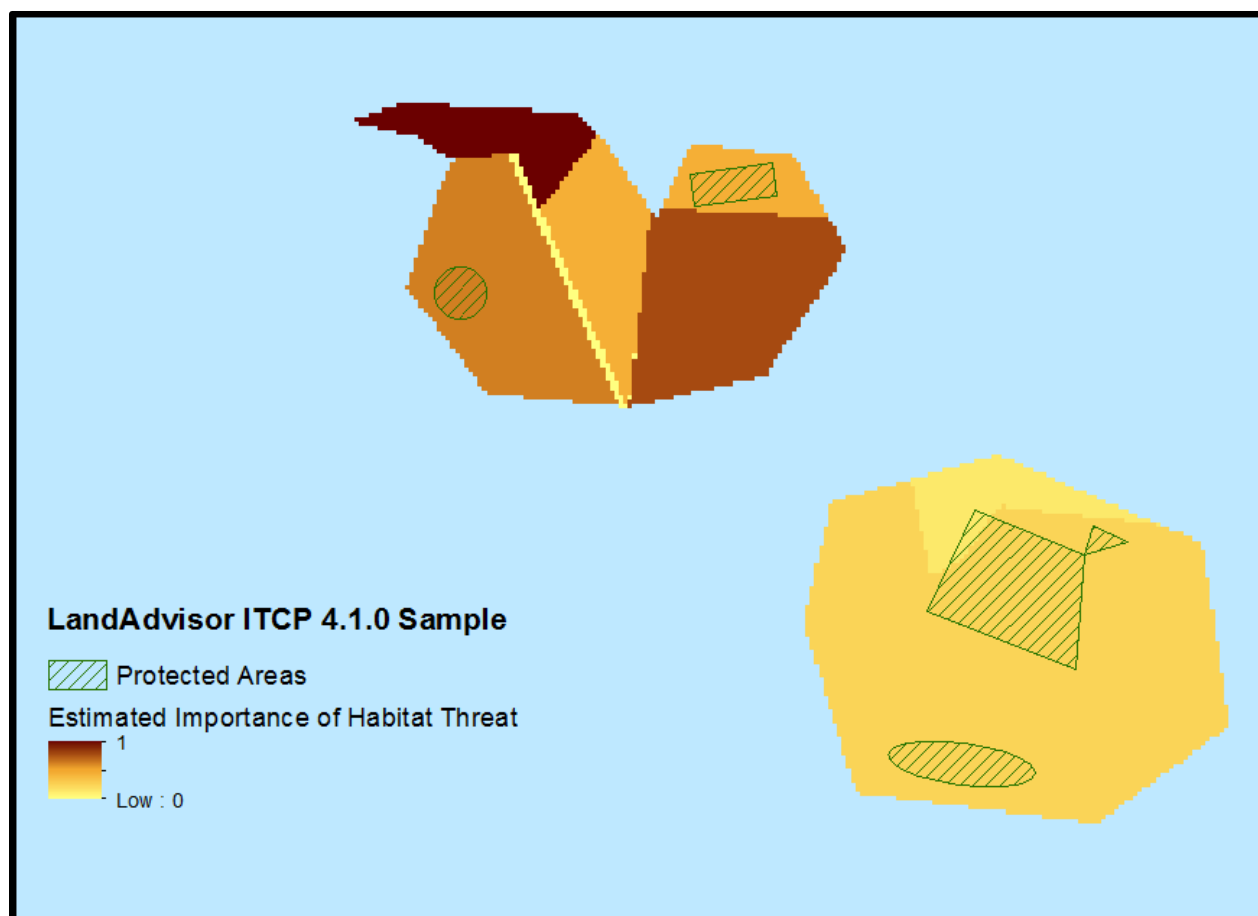 LandAdvisor ITCP 4.1.0 Sample
Protected Areas
Estimated Importance of Habitat Threat
1
Low : 0